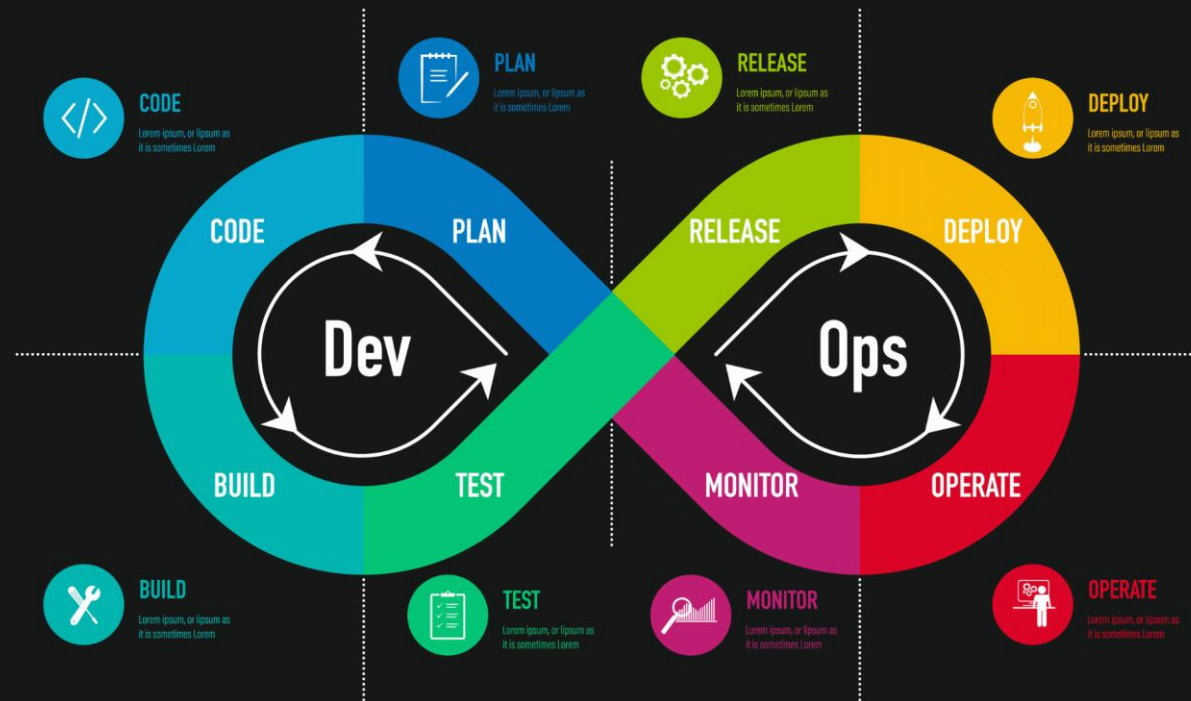 PLAN
Lorem ipsum, or lipsum as
it is sometimes Lorem
RELEASE
Lorem ipsum, or lipsum as
it is sometimes Lorem
CODE
Lorem ipsum, or lipsum as
it is sometimes Lorem
DEPLOY
Lorem ipsum, or lipsum as
it is sometimes Lorem
CODE
PLAN
RELEASE
DEPLOY
Dev
Ops
BUILD
TEST
MONITOR
OPERATE
BUILD
Lorem ipsum, or lipsum as
it is sometimes Lorem
TEST
Lorem ipsum, or lipsum as
it is sometimes Lorem
MONITOR
Lorem ipsum, or lipsum as
it is sometimes Lorem
OPERATE
Lorem ipsum, or lipsum as
it is sometimes Lorem